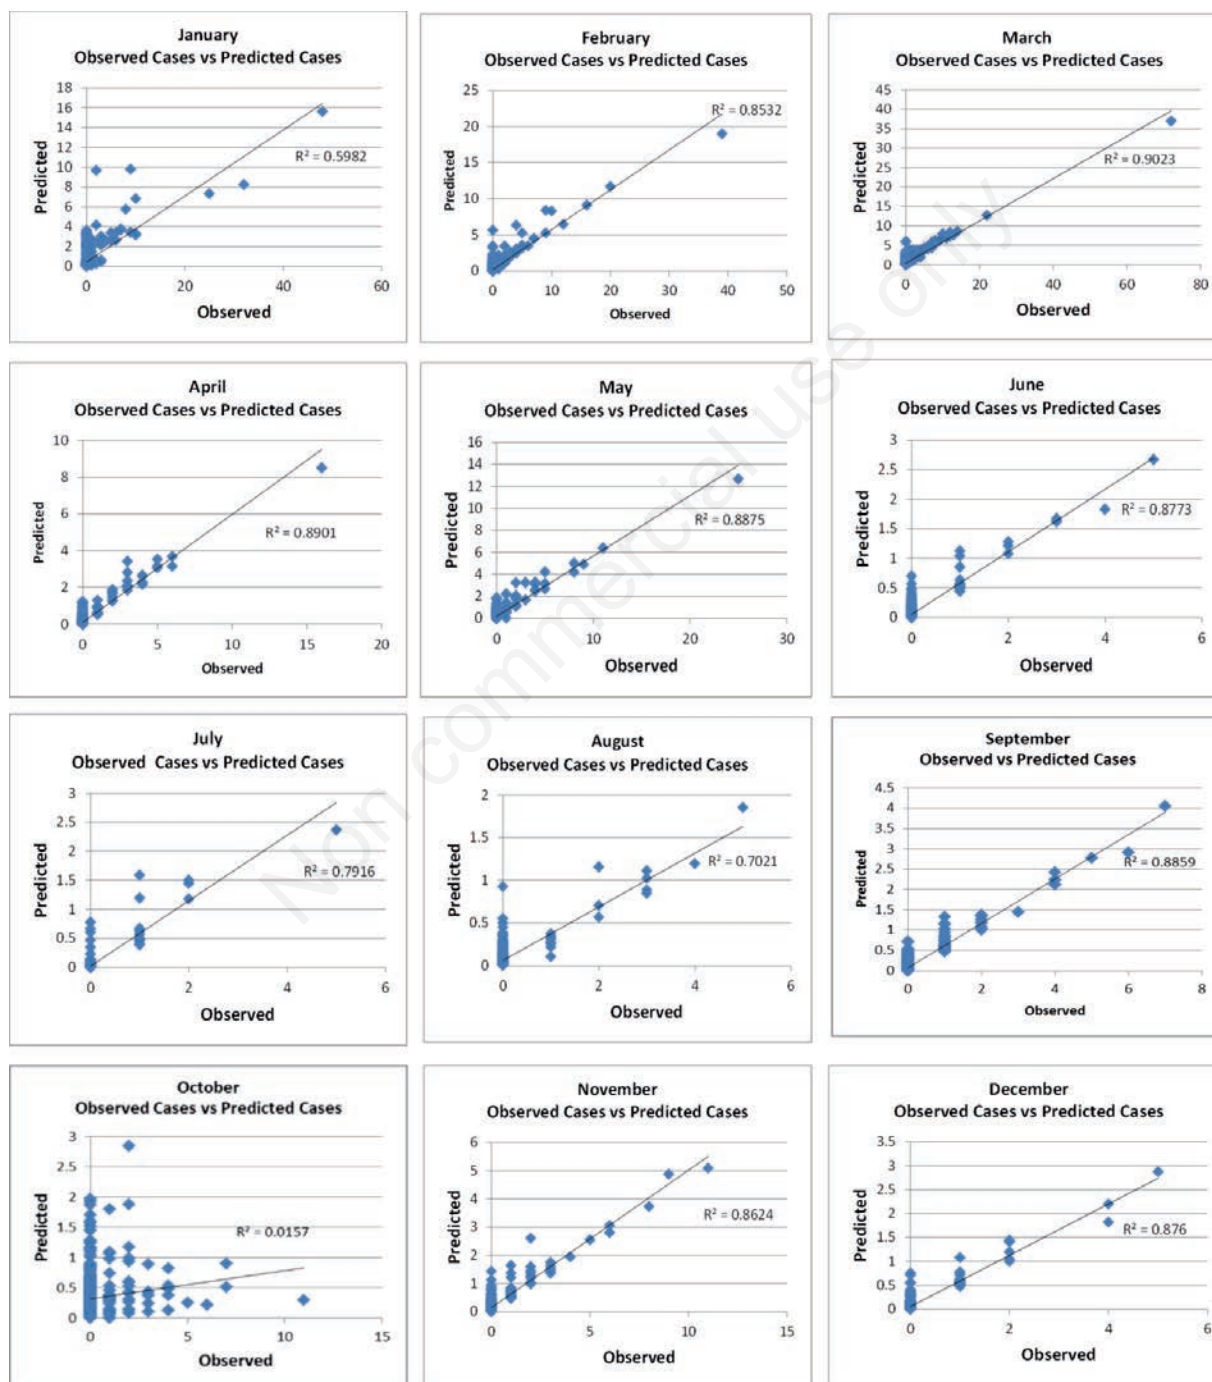 January
Observed Cases vs Predicted Cases
18
16
14
12
10
8
6
4
2
0
Predicted
R² = 0.5982
0 20 40 60
Observed
February
Observed Cases vs Predicted Cases
25
20
15
10
5
0
Predicted
R² = 0.8532
0 10 20 30 40 50
Observed
March
Observed Cases vs Predicted Cases
45
40
35
30
25
20
15
10
5
0
Predicted
R² = 0.9023
0 20 40 60 80
Observed
April
Observed Cases vs Predicted Cases
10
8
6
4
2
0
Predicted
R² = 0.8901
0 5 10 15 20
Observed
May
Observed Cases vs Predicted Cases
16
14
12
10
8
6
4
2
0
Predicted
R² = 0.8875
0 10 20 30
Observed
June
Observed Cases vs Predicted Cases
3
2.5
2
1.5
1
0.5
0
Predicted
R² = 0.8773
0 2 4 6
Observed
July
Observed Cases vs Predicted Cases
3
2.5
2
1.5
1
0.5
0
Predicted
R² = 0.7916
0 2 4 6
Observed
August
Observed Cases vs Predicted Cases
2
1.5
1
0.5
0
Predicted
R² = 0.7021
0 2 4 6
Observed
September
Observed vs Predicted Cases
4.5
4
3.5
3
2.5
2
1.5
1
0.5
0
Predicted
R² = 0.8859
0 2 4 6 8
Observed
October
Observed Cases vs Predicted Cases
3
2.5
2
1.5
1
0.5
0
Predicted
R² = 0.0157
0 5 10 15
Observed
November
Observed Cases vs Predicted Cases
6
5
4
3
2
1
0
Predicted
R² = 0.8624
0 5 10 15
Observed
December
Observed Cases vs Predicted Cases
3.5
3
2.5
2
1.5
1
0.5
0
Predicted
R² = 0.876
0 2 4 6
Observed
Non commercial use only